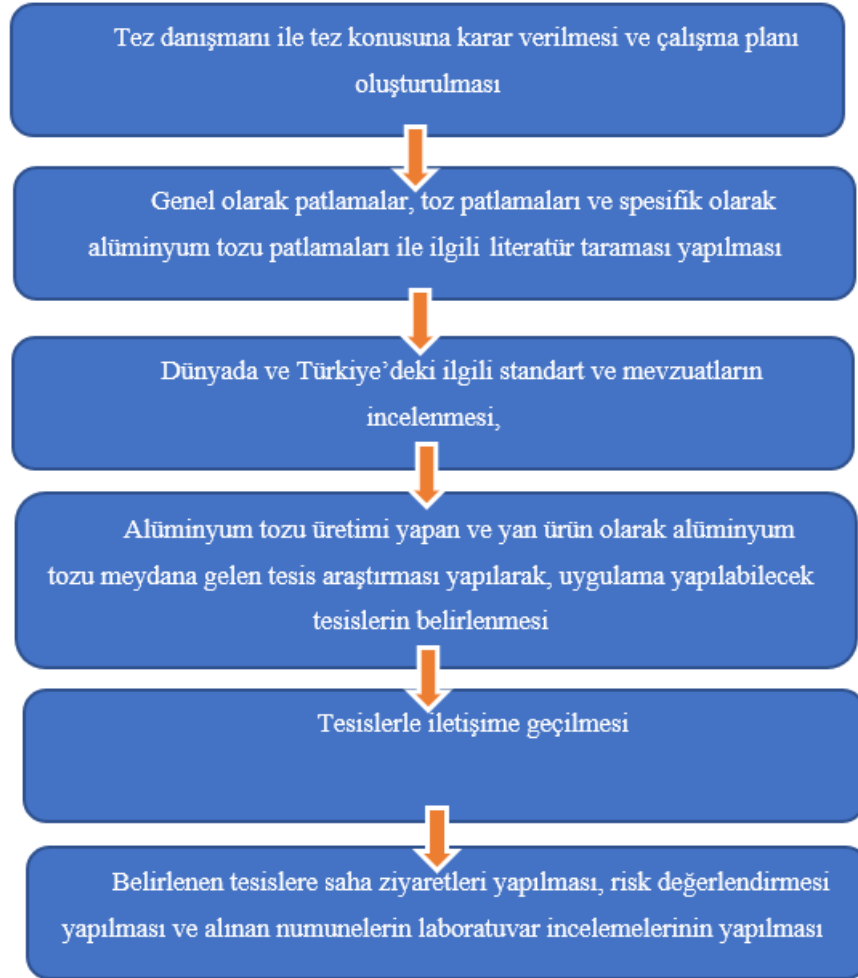 Tez danışmanı ile tez konusuna karar verilmesi ve çalışma planı
oluşturulması
Genel olarak patlamalar, toz patlamaları ve spesifik olarak
alüminyum tozu patlamaları ile ilgili literatür taraması yapılması
Dünyada ve Türkiye’deki ilgili standart ve mevzuatların
incelenmesi,
Alüminyum tozu üretimi yapan ve yan ürün olarak alüminyum
tozu meydana gelen tesis araştırması yapılarak, uygulama yapılabilecek
tesislerin belirlenmesi
Tesislerle iletişime geçilmesi
Belirlenen tesislere saha ziyaretleri yapılması, risk değerlendirmesi
yapılması ve alınan numunelerin laboratuvar incelemelerinin yapılması